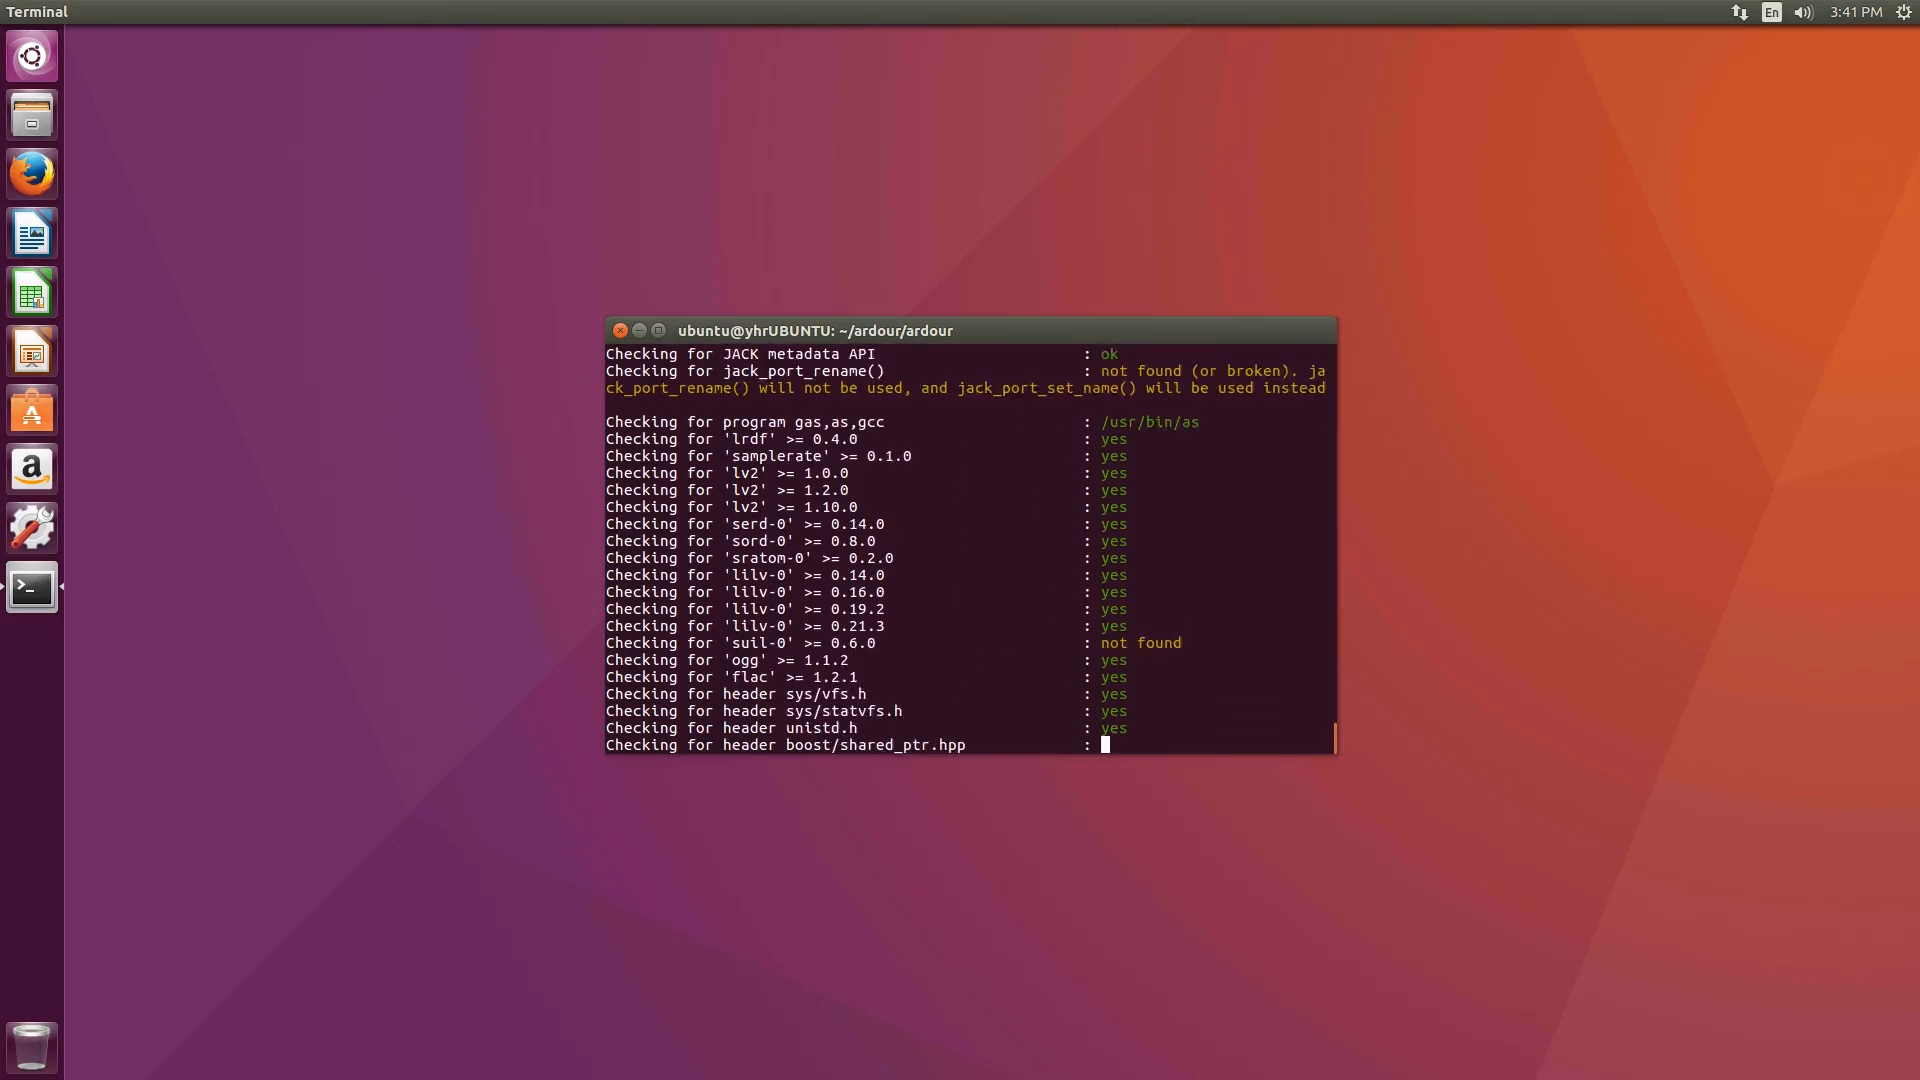 Terminal
En
3:41 PM
ubuntu@yhrUBUNTU: ~/ardour/ardour
Checking for JACK metadata API : ok
Checking for jack_port_rename() : not found (or broken). ja
ck_port_rename() will not be used, and jack_port_set_name() will be used instead
Checking for program gas,as,gcc : /usr/bin/as
Checking for 'lrdf' >= 0.4.0 : yes
Checking for 'samplerate' >= 0.1.0 : yes
Checking for 'lv2' >= 1.0.0 : yes
Checking for 'lv2' >= 1.2.0 : yes
Checking for 'lv2' >= 1.10.0 : yes
Checking for 'serd-0' >= 0.14.0 : yes
Checking for 'sord-0' >= 0.8.0 : yes
Checking for 'sratom-0' >= 0.2.0 : yes
Checking for 'lilv-0' >= 0.14.0 : yes
Checking for 'lilv-0' >= 0.16.0 : yes
Checking for 'lilv-0' >= 0.19.2 : yes
Checking for 'lilv-0' >= 0.21.3 : yes
Checking for 'suil-0' >= 0.6.0 : not found
Checking for 'ogg' >= 1.1.2 : yes
Checking for 'flac' >= 1.2.1 : yes
Checking for header sys/vfs.h : yes
Checking for header sys/statvfs.h : yes
Checking for header unistd.h : yes
Checking for header boost/shared_ptr.hpp :